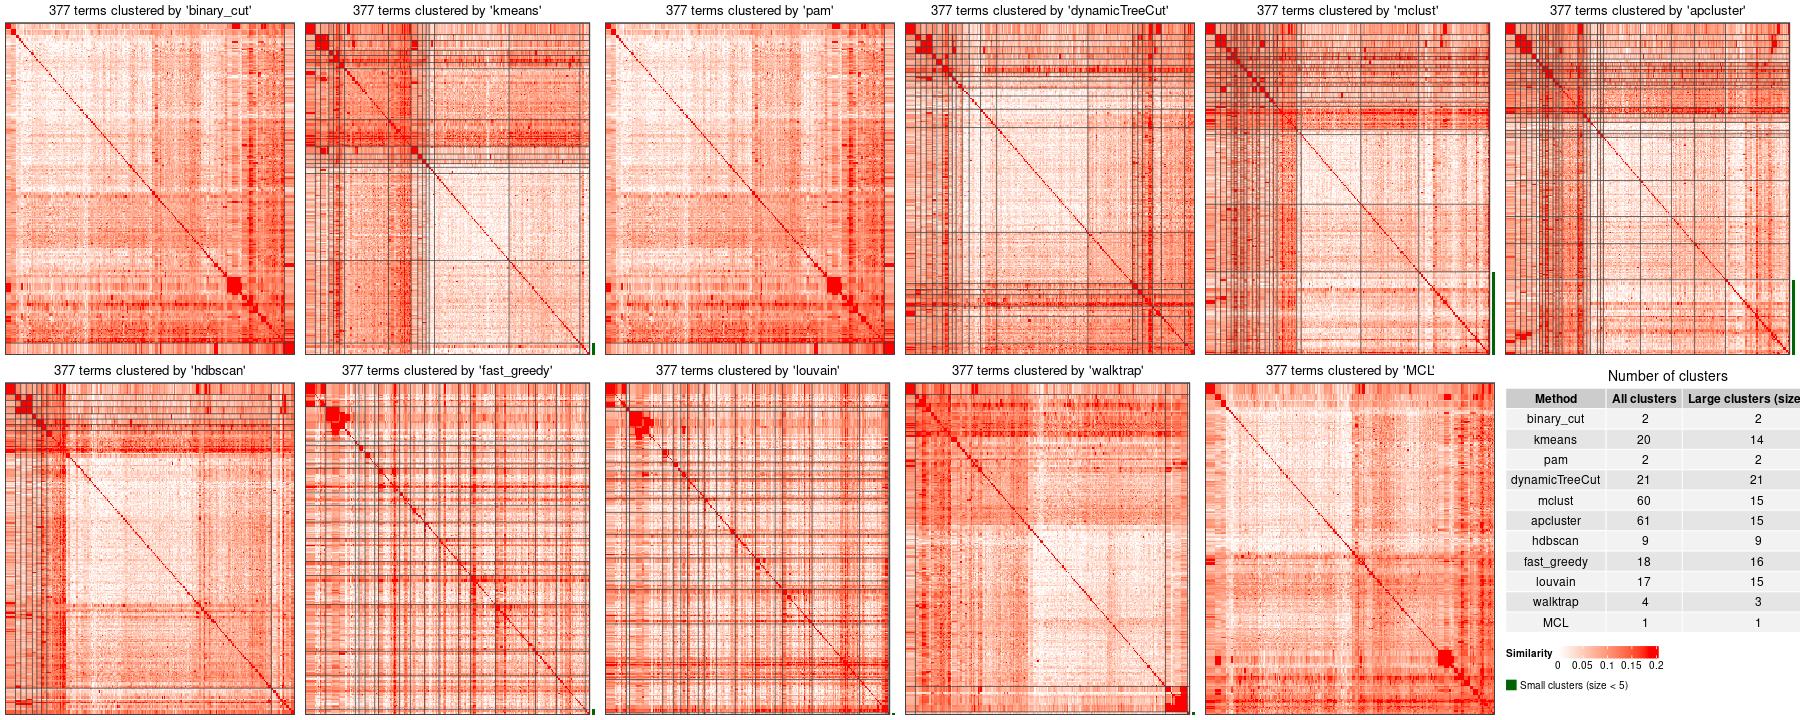 377 terms clustered by 'binary_cut'
377 terms clustered by 'kmeans'
377 terms clustered by 'pam'
377 terms clustered by 'dynamicTreeCut'
377 terms clustered by 'mclust'
377 terms clustered by 'apcluster'
377 terms clustered by 'hdbscan'
377 terms clustered by 'fast_greedy'
377 terms clustered by 'louvain'
377 terms clustered by 'walktrap'
377 terms clustered by 'MCL'
Number of clusters
Method All clusters Large clusters (size
binary_cut 2 2
kmeans 20 14
pam 2 2
dynamicTreeCut 21 21
mclust 60 15
apcluster 61 15
hdbscan 9 9
fast_greedy 18 16
louvain 17 15
walktrap 4 3
MCL 1 1
Similarity
0 0.05 0.1 0.15 0.2
Small clusters (size < 5)